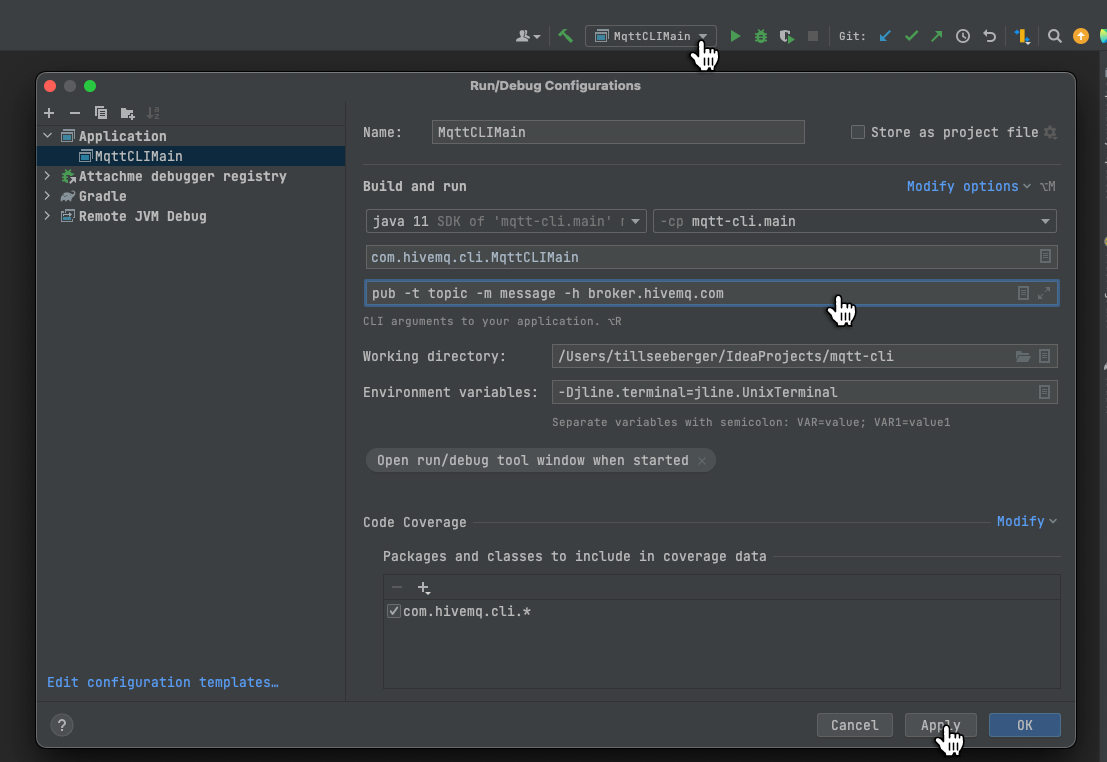 MqttCLIMain
Git:
Run/Debug Configurations
Application
MqttCLIMain
Attachme debugger registry
Gradle
Remote JVM Debug
Edit configuration templates…
Name:
MqttCLIMain
Store as project file
Build and run
Modify options
⌥M
java 11 SDK of 'mqtt-cli.main'
-cp mqtt-cli.main
com.hivemq.cli.MqttCLIMain
pub -t topic -m message -h broker.hivemq.com
CLI arguments to your application. ⌥R
Working directory:
/Users/tillseeberger/IdeaProjects/mqtt-cli
Environment variables:
-Djline.terminal=jline.UnixTerminal
Separate variables with semicolon: VAR=value; VAR1=value1
Open run/debug tool window when started
Code Coverage
Modify
Packages and classes to include in coverage data
com.hivemq.cli.*
?
Cancel
Apply
OK